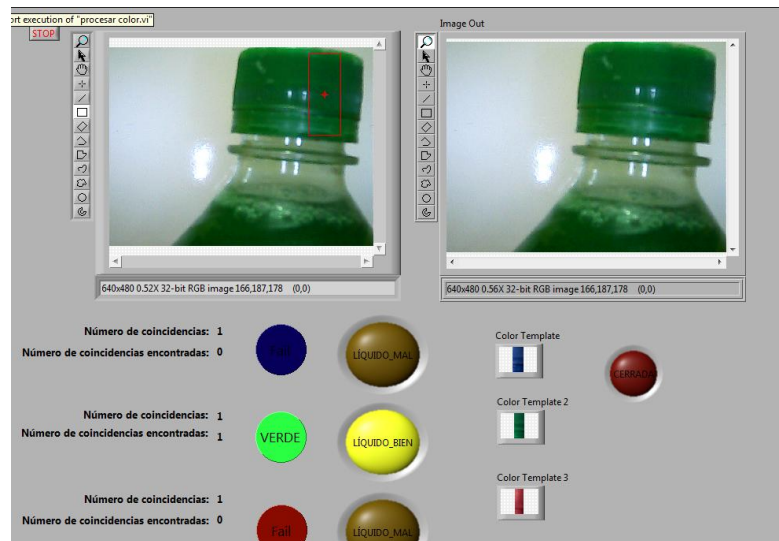 ort execution of "procesar color.vi"
STOP
Image Out
640x480 0.52X 32-bit RGB image 166,187,178 (0,0)
640x480 0.56X 32-bit RGB image 166,187,178 (0,0)
Número de coincidencias: 1
Número de coincidencias encontradas: 0
Fail
LÍQUIDO_MAL
Color Template
CERRADA
Número de coincidencias: 1
Número de coincidencias encontradas: 1
VERDE
LÍQUIDO_BIEN
Color Template 2
Número de coincidencias: 1
Número de coincidencias encontradas: 0
Fail
LÍQUIDO_MAL
Color Template 3